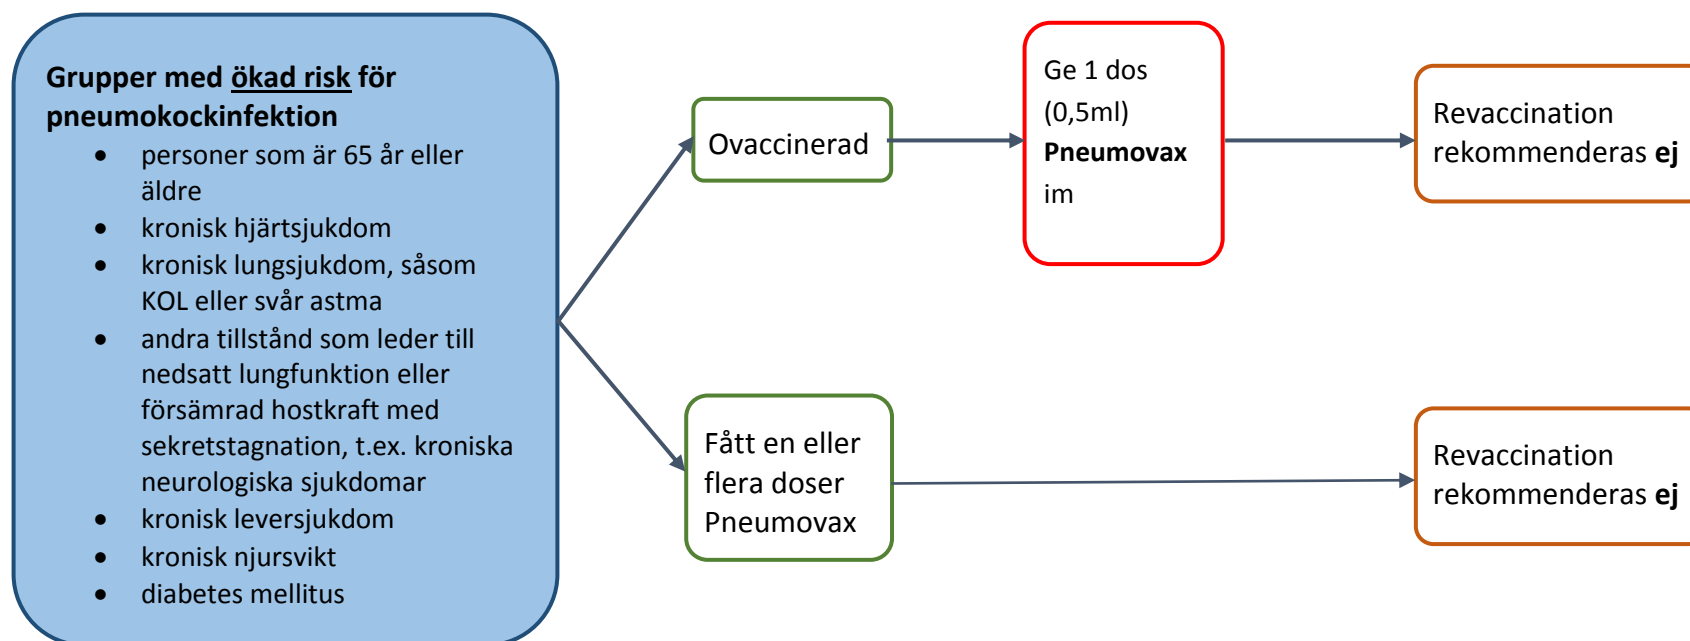 Grupper med ökad risk för
pneumokockinfektion
• personer som är 65 år eller
äldre
• kronisk hjärtsjukdom
• kronisk lungsjukdom, såsom
KOL eller svår astma
• andra tillstånd som leder till
nedsatt lungfunktion eller
försämrad hostkraft med
sekretstagnation, t.ex. kroniska
neurologiska sjukdomar
• kronisk leversjukdom
• kronisk njursvikt
• diabetes mellitus
Ovaccinerad
Ge 1 dos
(0,5ml)
Pneumovax
im
Revaccination
rekommenderas ej
Fått en eller
flera doser
Pneumovax
Revaccination
rekommenderas ej